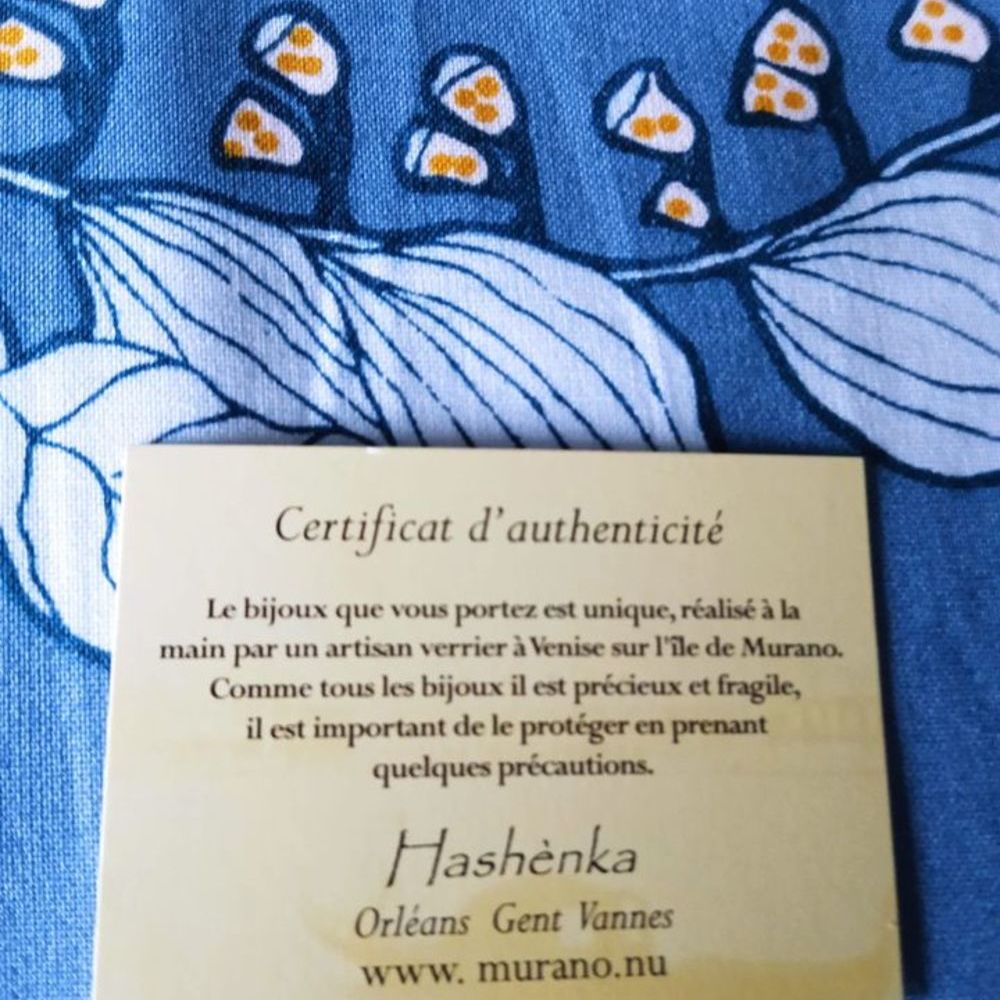 Certificat d'authenticité
Le bijoux que vous portez est unique, réalisé à la
main par un artisan verrier à Venise sur l'île de Murano.
Comme tous les bijoux il est précieux et fragile,
il est important de le protéger en prenant
quelques précautions.
Hashènka
Orléans Gent Vannes
www. murano.nu